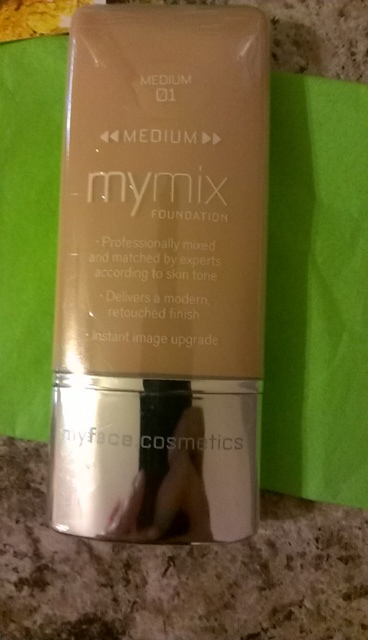 MEDIUM
01
MEDIUM
mymix
FOUNDATION
· Professionally mixed
and matched by experts
according to skin tone
· Delivers a modern,
retouched finish
· Instant image upgrade
myface.cosmetics